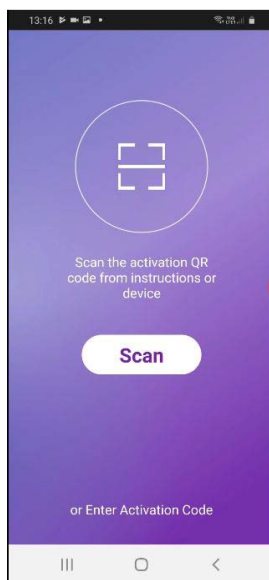 13:16
Scan the activation QR
code from instructions or
device
Scan
or Enter Activation Code